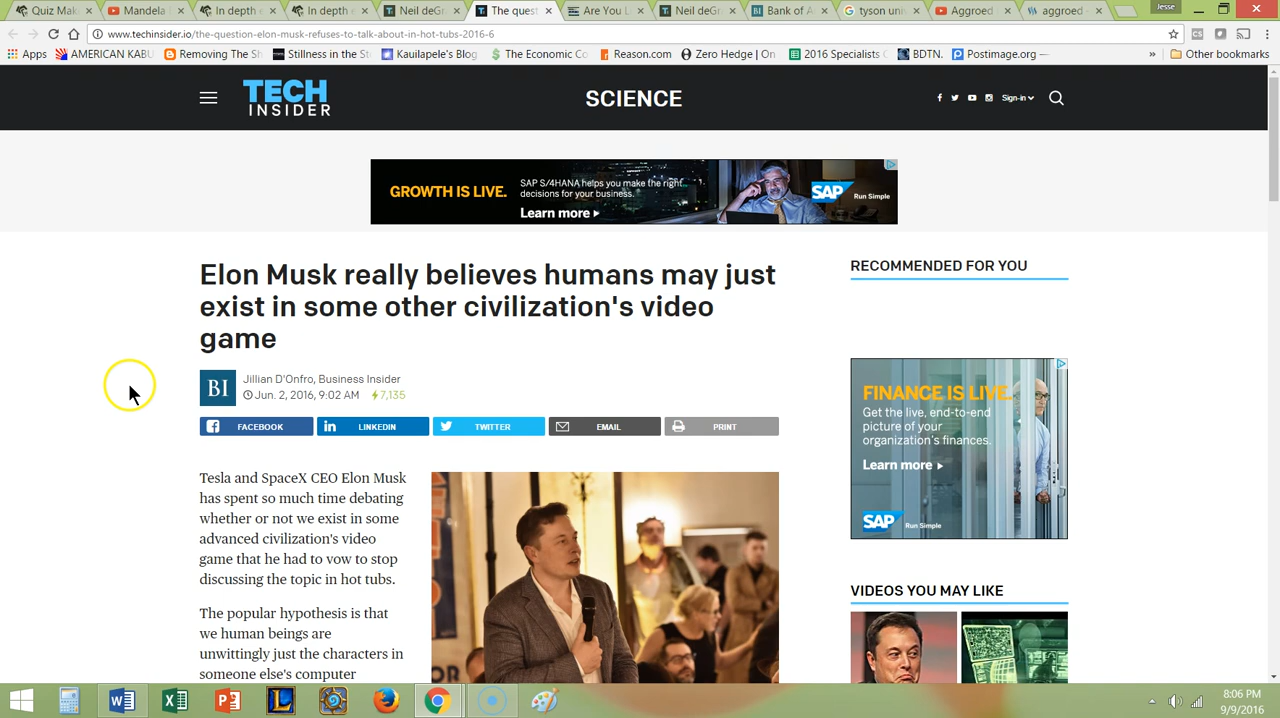 Quiz Make
Mandela
In depth e
In depth e
Neil deGr
The quest
Are You L
Neil deGr
Bank of A
tyson uni
Aggroed
aggroed
Jesse
www.techinsider.io/the-question-elon-musk-refuses-to-talk-about-in-hot-tubs-2016-6
Apps
AMERICAN KABU
Removing The Sh
Stillness in the St
Kauilapele's Blog
The Economic Co
Reason.com
Zero Hedge | On
2016 Specialists C
BDTN.
Postimage.org —
»
Other bookmarks
TECH
INSIDER
SCIENCE
Sign-in
GROWTH IS LIVE.
SAP S/4HANA helps you make the right
decisions for your business.
Learn more
SAP
Run Simple
Elon Musk really believes humans may just
exist in some other civilization's video
game
BI
Jillian D'Onfro, Business Insider
Jun. 2, 2016, 9:02 AM 7,135
FACEBOOK
LINKEDIN
TWITTER
EMAIL
PRINT
Tesla and SpaceX CEO Elon Musk
has spent so much time debating
whether or not we exist in some
advanced civilization's video
game that he had to vow to stop
discussing the topic in hot tubs.
The popular hypothesis is that
we human beings are
unwittingly just the characters in
someone else's computer
RECOMMENDED FOR YOU
FINANCE IS LIVE.
Get the live, end-to-end
picture of your
organization's finances.
Learn more
SAP
Run Simple
VIDEOS YOU MAY LIKE
8:06 PM
9/9/2016